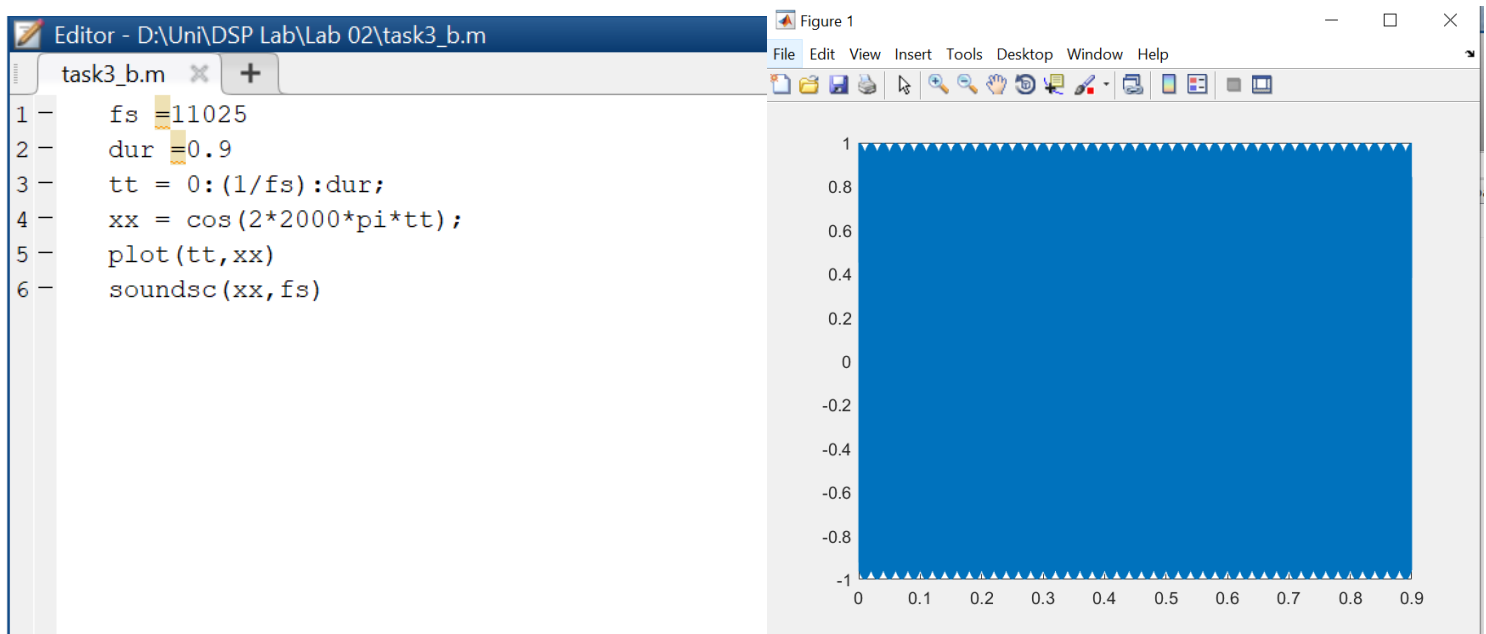 Editor - D:\Uni\DSP Lab\Lab 02\task3_b.m
task3_b.m
1 fs =11025
2 dur =0.9
3 tt = 0:(1/fs):dur;
4 xx = cos(2*2000*pi*tt);
5 plot(tt,xx)
6 soundsc(xx,fs)
Figure 1
File Edit View Insert Tools Desktop Window Help
1
0.8
0.6
0.4
0.2
0
-0.2
-0.4
-0.6
-0.8
-1
0 0.1 0.2 0.3 0.4 0.5 0.6 0.7 0.8 0.9